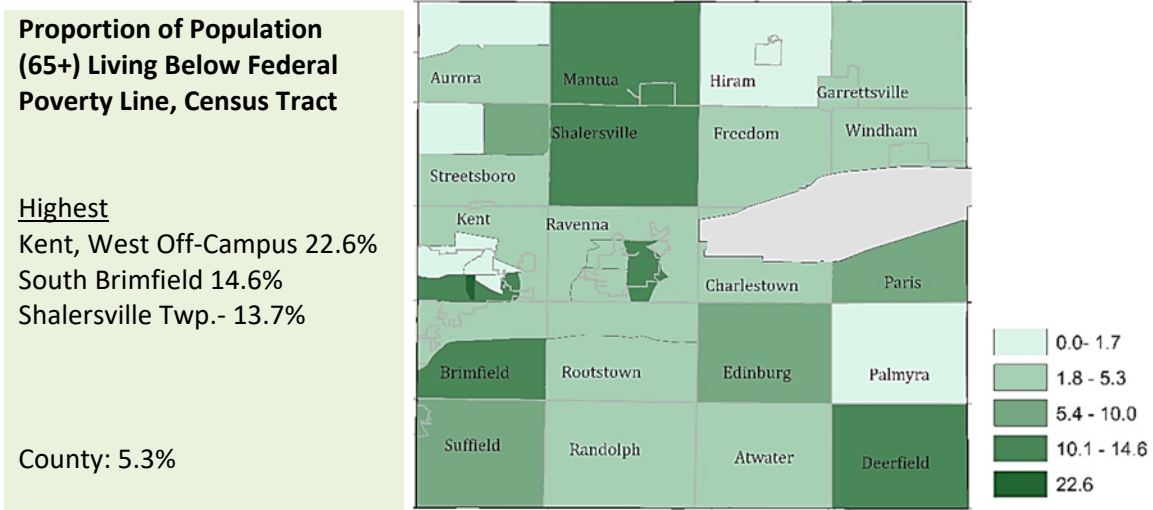 Proportion of Population
(65+) Living Below Federal
Poverty Line, Census Tract
Highest
Kent, West Off-Campus 22.6%
South Brimfield 14.6%
Shalersville Twp.- 13.7%
County: 5.3%
Aurora
Mantua
Hiram
Garrettsville
Shalersville
Freedom
Windham
Streetsboro
Kent
Ravenna
Charlestown
Paris
Brimfield
Rootstown
Edinburg
Palmyra
Suffield
Randolph
Atwater
Deerfield
0.0- 1.7
1.8 - 5.3
5.4 - 10.0
10.1 - 14.6
22.6